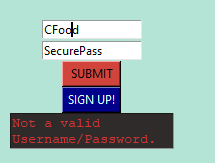 CFood
SecurePass
SUBMIT
SIGN UP!
Not a valid
Username/Password.